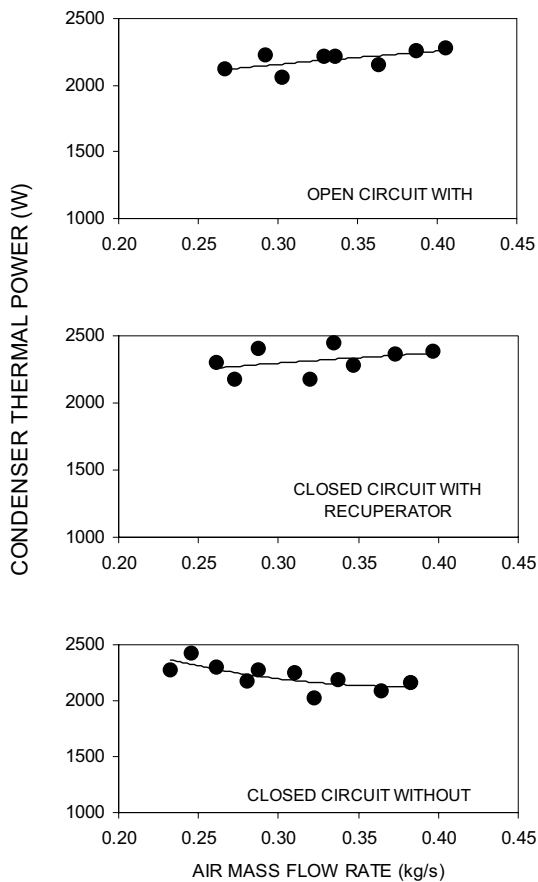 CONDENSER THERMAL POWER (W)
2500
2000
1500
1000
0.20 0.25 0.30 0.35 0.40 0.45
OPEN CIRCUIT WITH
2500
2000
1500
1000
0.20 0.25 0.30 0.35 0.40 0.45
CLOSED CIRCUIT WITH
RECUPERATOR
2500
2000
1500
1000
0.20 0.25 0.30 0.35 0.40 0.45
CLOSED CIRCUIT WITHOUT
AIR MASS FLOW RATE (kg/s)